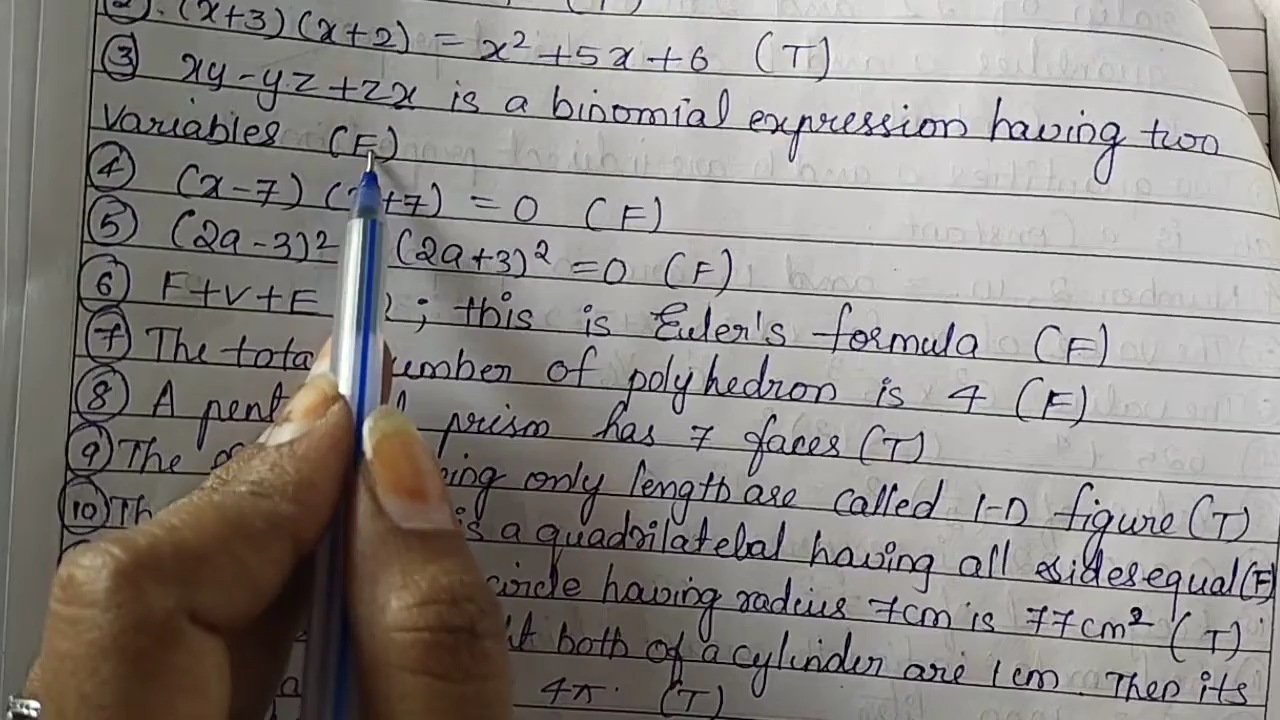 2). (x+3) (x+2) = x² +5x+6 (T)
3 xy-yz+zx is a binomial expression having two
variables (F)
4 (x-7) ( +7) = 0 (F)
5 (2a-3)² (2a+3)² =0 (F)
6 F+V+E 2; this is Euler's formula (F)
7 The tota umber of polyhedron is 4 (F)
8 A pent l prism has 7 faces (T)
9 The ing only length are called 1-D figure (T)
10 Th is a quadrilateral having all sides equal (F)
circle having radius 7cm is 77cm² (T)
both of a cylinder are 1cm. Then its
4π. (T)